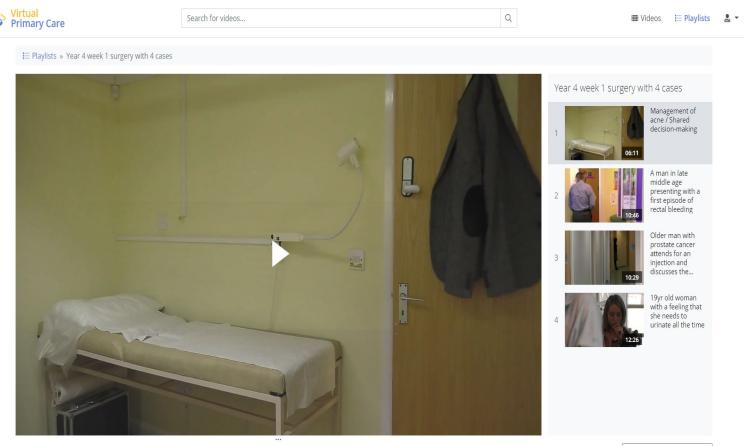 Virtual
Primary Care
Search for videos...
Videos
Playlists
Playlists » Year 4 week 1 surgery with 4 cases
Year 4 week 1 surgery with 4 cases
1
Management of
acne / Shared
decision-making
06:11
2
A man in late
middle age
presenting with a
first episode of
rectal bleeding
10:46
3
Older man with
prostate cancer
attends for an
injection and
discusses the...
10:29
4
19yr old woman
with a feeling that
she needs to
urinate all the time
12:26
...